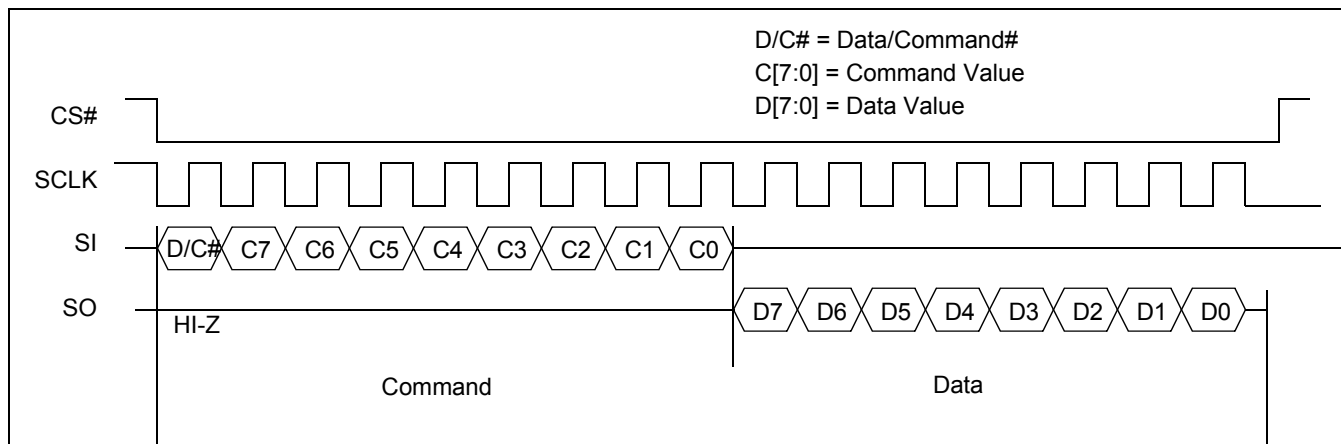 D/C# = Data/Command#
C[7:0] = Command Value
D[7:0] = Data Value
CS#
SCLK
SI D/C# C7 C6 C5 C4 C3 C2 C1 C0
SO D7 D6 D5 D4 D3 D2 D1 D0
HI-Z
Command Data